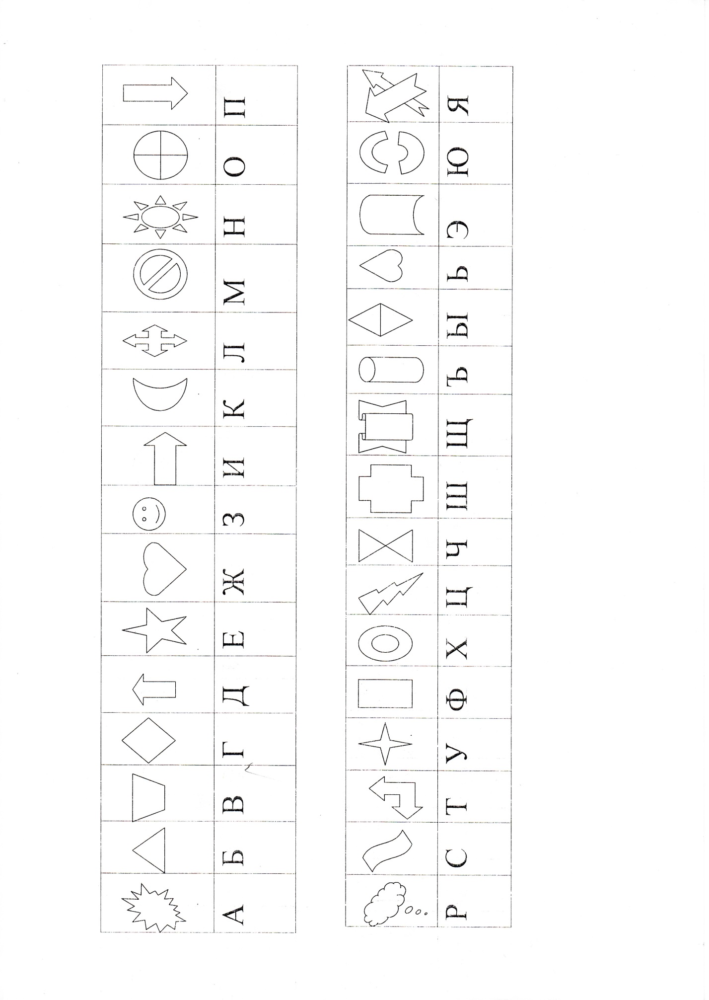 А Б В Г Д Е Ж З И К Л М Н О П
Р С Т У Ф Х Ц Ч Ш Щ Ъ Ы Ь Э Ю Я